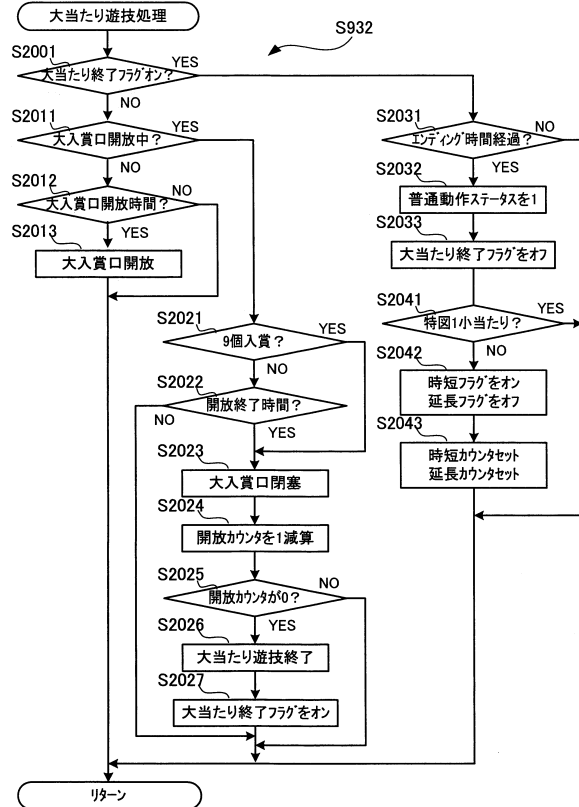 大当たり遊技処理
S932
S2001
大当たり終了フラグオン？
YES
NO
S2011
大入賞口開放中？
YES
NO
S2012
大入賞口開放時間？
NO
YES
S2013
大入賞口開放
S2021
9個入賞？
YES
NO
S2022
開放終了時間？
NO
YES
S2023
大入賞口閉塞
S2024
開放カウンタを1減算
S2025
開放カウンタが0？
NO
YES
S2026
大当たり遊技終了
S2027
大当たり終了フラグをオン
S2031
エンディング時間経過？
NO
YES
S2032
普通動作ステータスを1
S2033
大当たり終了フラグをオフ
S2041
特図1小当たり？
YES
NO
S2042
時短フラグをオン
延長フラグをオフ
S2043
時短カウンタセット
延長カウンタセット
リターン